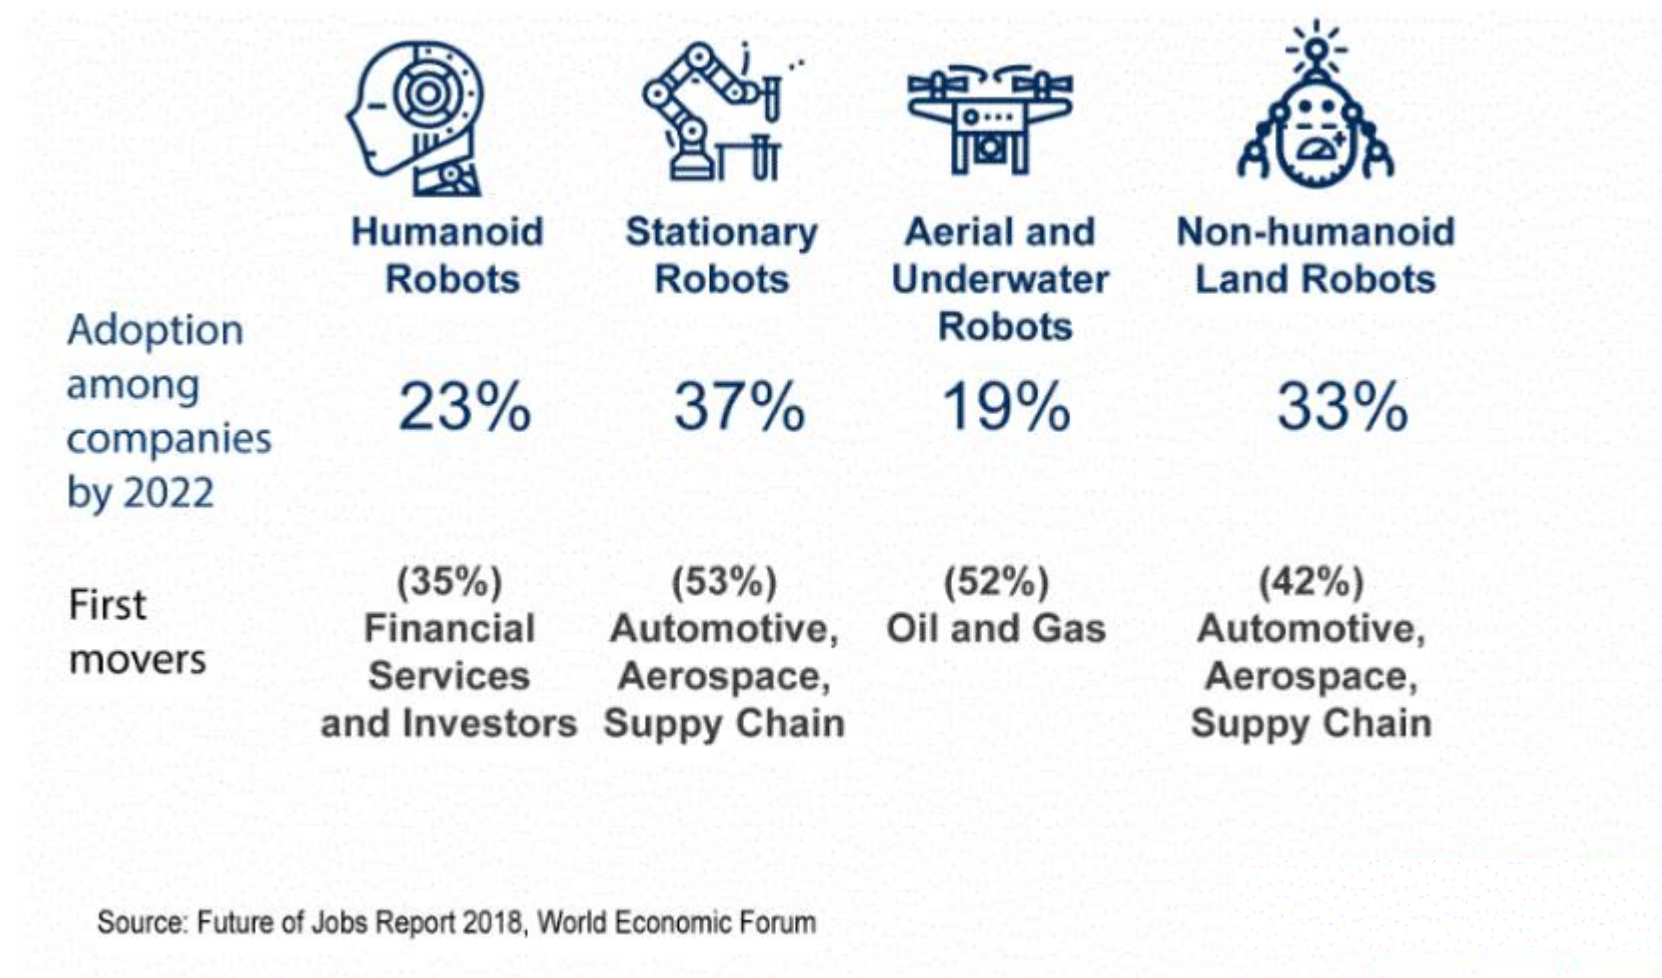 Humanoid
Robots
Stationary
Robots
Aerial and
Underwater
Robots
Non-humanoid
Land Robots
Adoption
among
companies
by 2022
23%
37%
19%
33%
First
movers
(35%)
Financial
Services
and Investors
(53%)
Automotive,
Aerospace,
Suppy Chain
(52%)
Oil and Gas
(42%)
Automotive,
Aerospace,
Suppy Chain
Source: Future of Jobs Report 2018, World Economic Forum